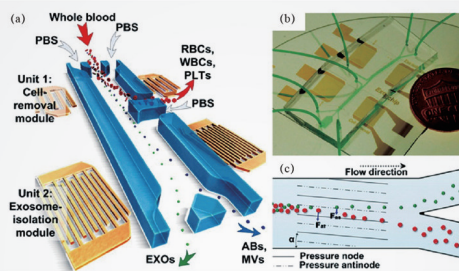 (a)
Whole blood
PBS
PBS
RBCs,
WBCs,
PLTs
Unit 1:
Cell-
removal
module
PBS
Unit 2:
Exosome-
isolation
module
EXOs
ABs,
MVs
(b)
(c)
Flow direction
α
Pressure node
Pressure antinode